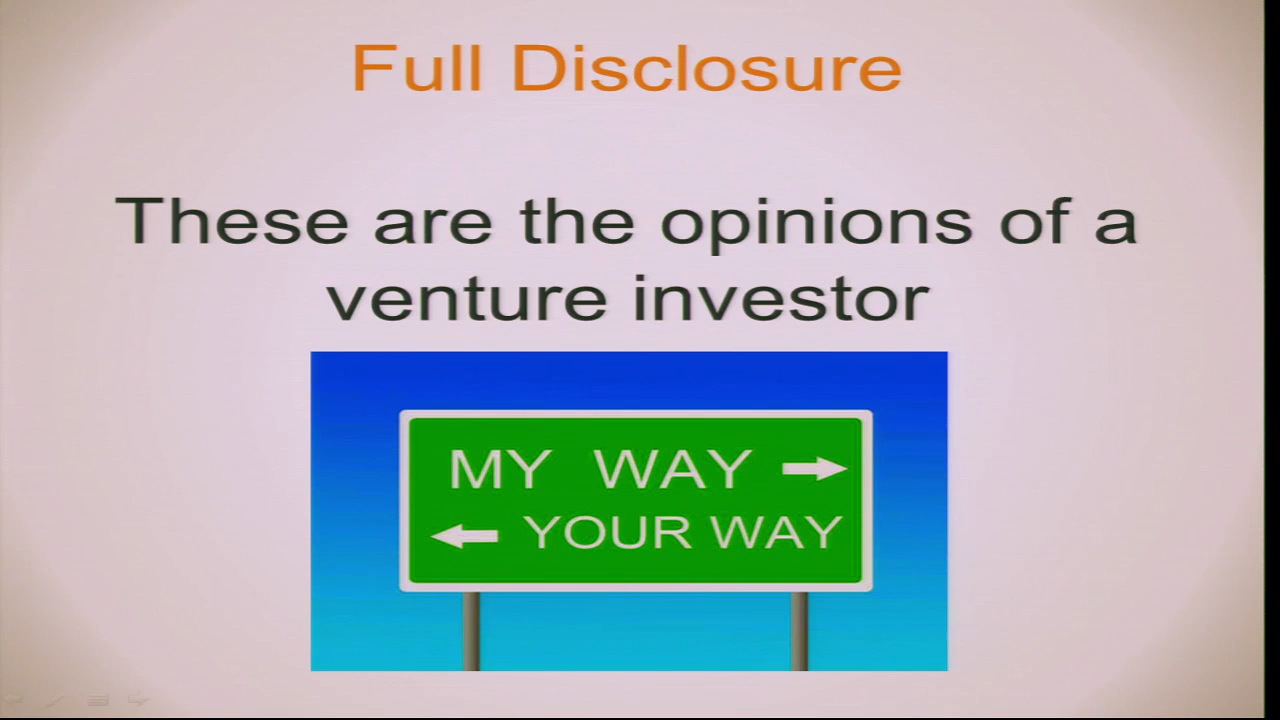 Full Disclosure
These are the opinions of a
venture investor
MY WAY
YOUR WAY